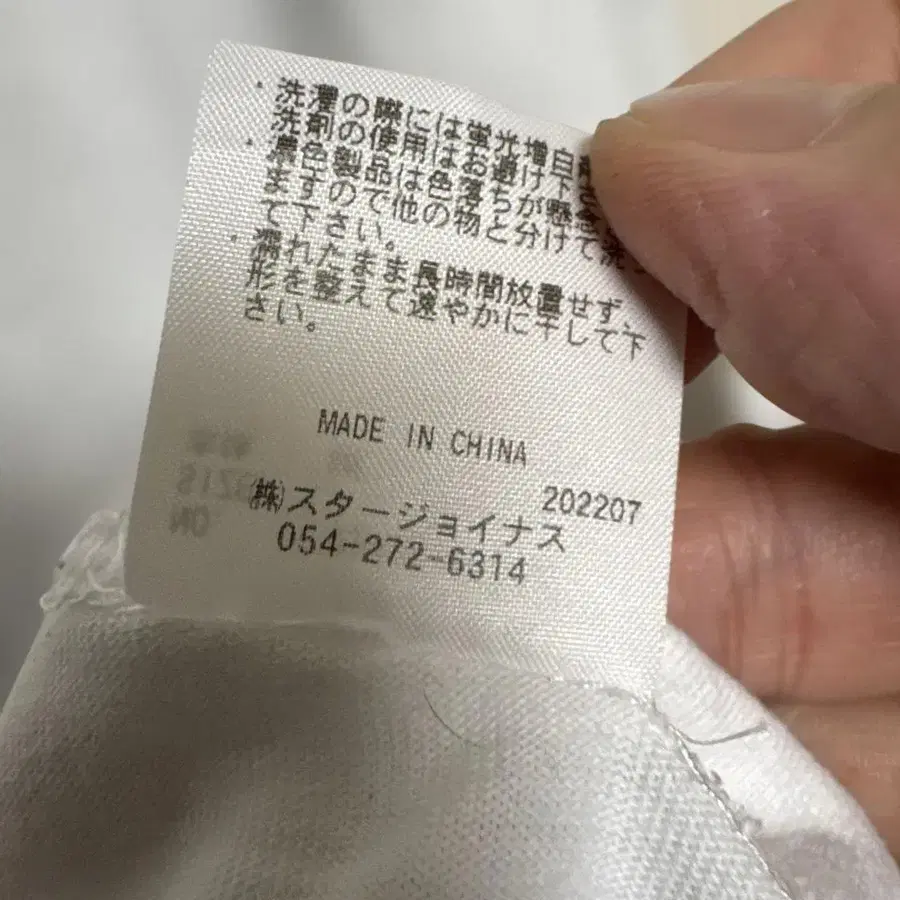 ・洗濯の際には蛍光増白剤
洗剤の使用はお避け下さ
・濃色製品は色落ちが懸念
ますので他の物と分けて洗っ
て下さい。
・濡れたまま長時間放置せず、
形を整えて速やかに干して下
さい。
MADE IN CHINA
202207
㈱スタージョイナス
054-272-6314